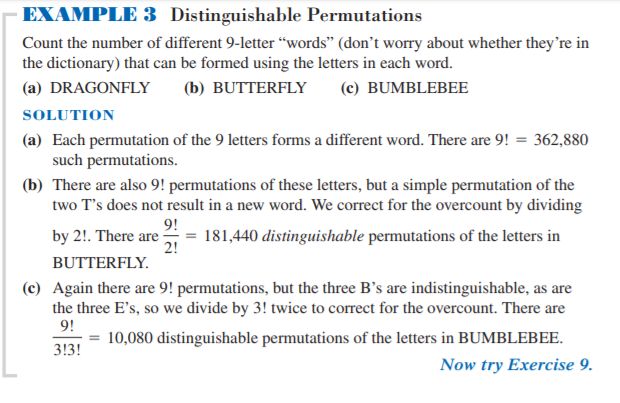 EXAMPLE 3 Distinguishable Permutations
Count the number of different 9-letter “words” (don’t worry about whether they’re in
the dictionary) that can be formed using the letters in each word.
(a) DRAGONFLY (b) BUTTERFLY (c) BUMBLEBEE
SOLUTION
(a) Each permutation of the 9 letters forms a different word. There are 9! = 362,880
such permutations.
(b) There are also 9! permutations of these letters, but a simple permutation of the
two T’s does not result in a new word. We correct for the overcount by dividing
by 2!. There are 9!/2! = 181,440 distinguishable permutations of the letters in
BUTTERFLY.
(c) Again there are 9! permutations, but the three B’s are indistinguishable, as are
the three E’s, so we divide by 3! twice to correct for the overcount. There are
9!/3!3! = 10,080 distinguishable permutations of the letters in BUMBLEBEE.
Now try Exercise 9.